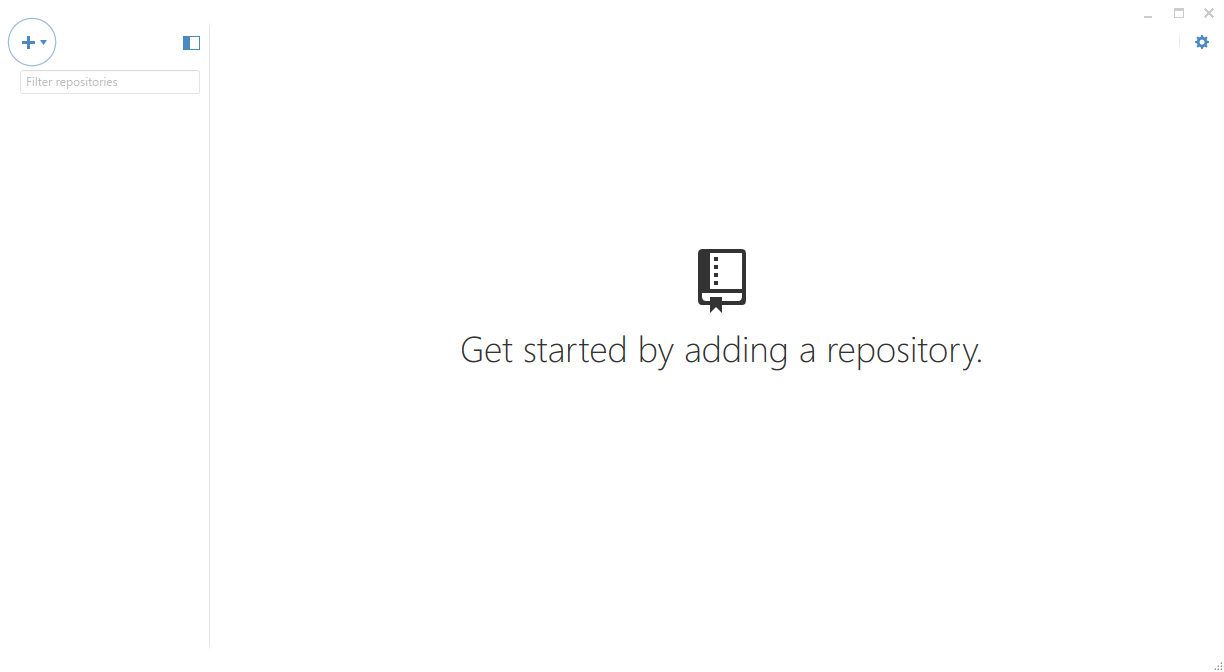 Filter repositories
Get started by adding a repository.